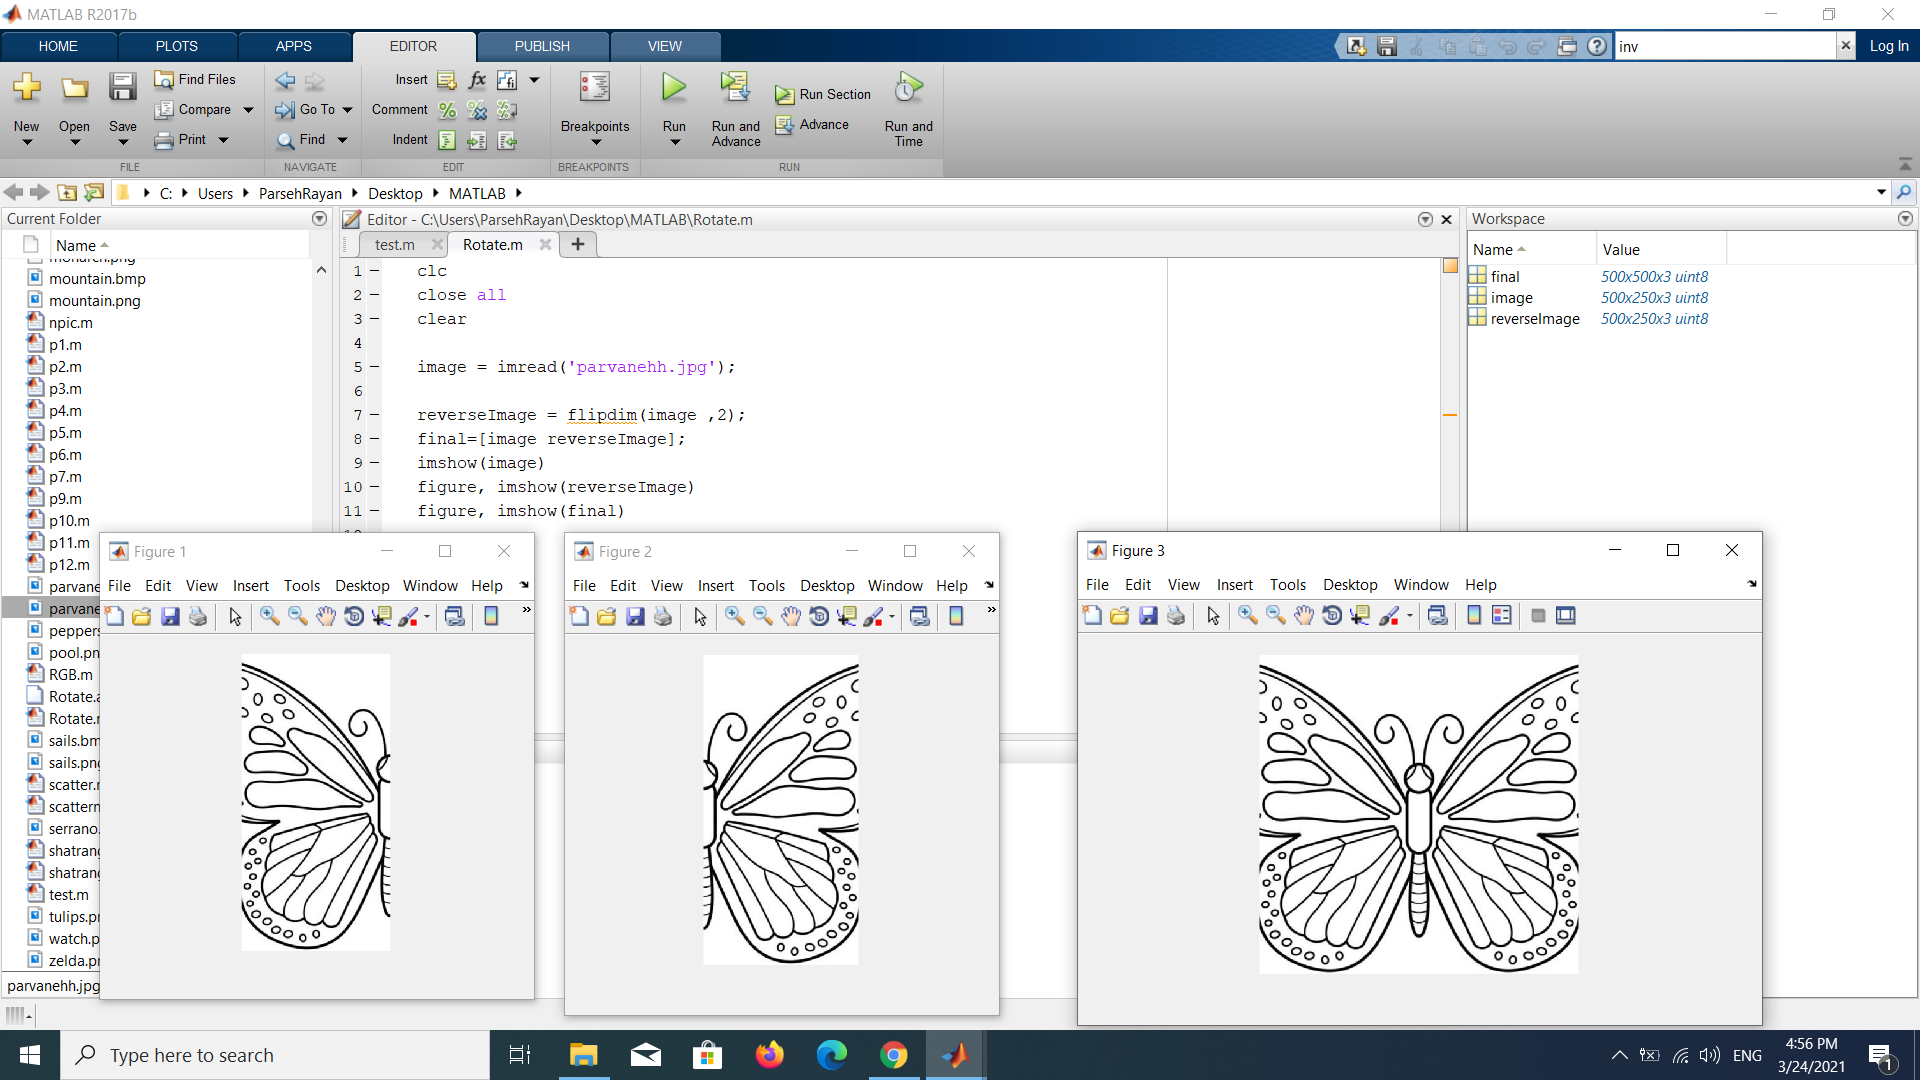 MATLAB R2017b
HOME PLOTS APPS EDITOR PUBLISH VIEW inv Log In
New Open Save Find Files Compare Print
Go To Find
Insert Comment Indent
Breakpoints
Run Run and Advance Run Section Advance Run and Time
FILE NAVIGATE EDIT BREAKPOINTS RUN
C: Users ParsehRayan Desktop MATLAB
Current Folder
Name
monarch.png
mountain.bmp
mountain.png
npic.m
p1.m
p2.m
p3.m
p4.m
p5.m
p6.m
p7.m
p9.m
p10.m
p11.m
p12.m
parvane
parvane
peppers
pool.pn
RGB.m
Rotate.a
Rotate.r
sails.bm
sails.png
scatter.r
scattern
serrano.
shatrang
shatrang
test.m
tulips.pr
watch.p
zelda.pr
parvanehh.jpg
Editor - C:\Users\ParsehRayan\Desktop\MATLAB\Rotate.m
test.m Rotate.m
1 clc
2 close all
3 clear
4
5 image = imread('parvanehh.jpg');
6
7 reverseImage = flipdim(image ,2);
8 final=[image reverseImage];
9 imshow(image)
10 figure, imshow(reverseImage)
11 figure, imshow(final)
Workspace
Name Value
final 500x500x3 uint8
image 500x250x3 uint8
reverseImage 500x250x3 uint8
Figure 1
File Edit View Insert Tools Desktop Window Help
Figure 2
File Edit View Insert Tools Desktop Window Help
Figure 3
File Edit View Insert Tools Desktop Window Help
Type here to search
ENG
4:56 PM
3/24/2021
1